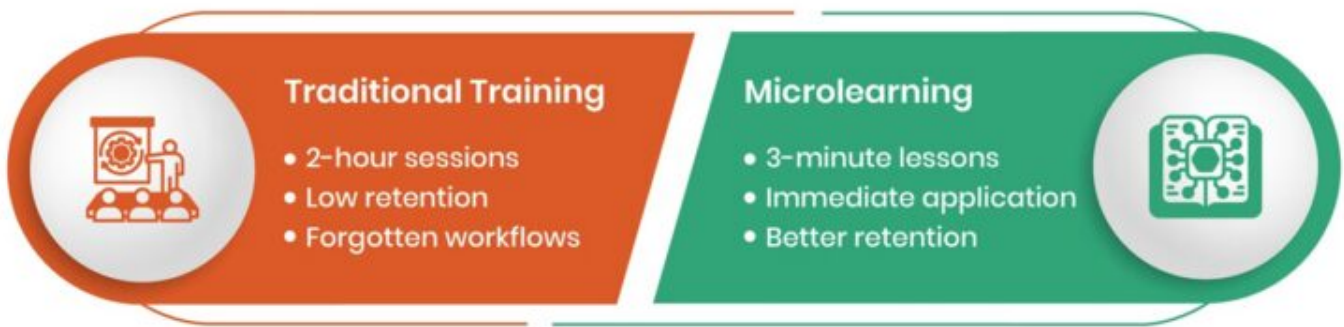 Traditional Training
• 2-hour sessions
• Low retention
• Forgotten workflows
Microlearning
• 3-minute lessons
• Immediate application
• Better retention